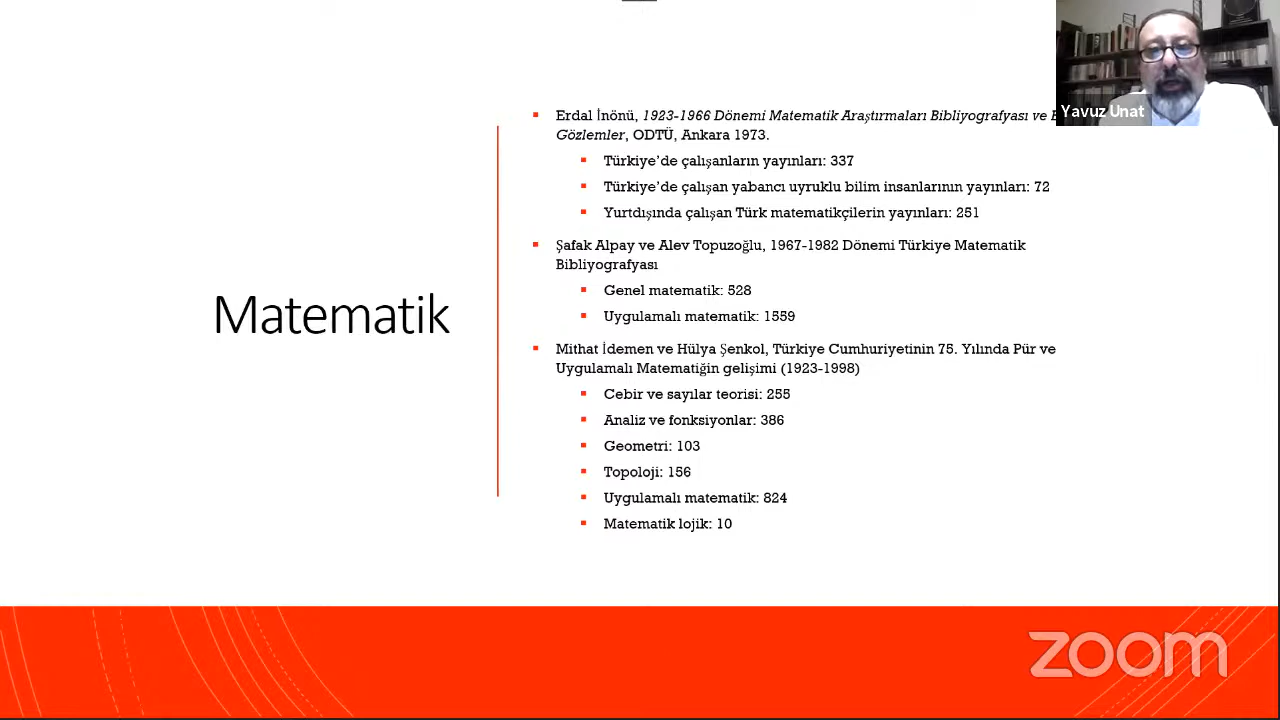 Matematik
Erdal İnönü, 1923-1966 Dönemi Matematik Araştırmaları Bibliyografyası ve
Gözlemler, ODTÜ, Ankara 1973.
Türkiye’de çalışanların yayınları: 337
Türkiye’de çalışan yabancı uyruklu bilim insanlarının yayınları: 72
Yurtdışında çalışan Türk matematikçilerin yayınları: 251
Şafak Alpay ve Alev Topuzoğlu, 1967-1982 Dönemi Türkiye Matematik
Bibliyografyası
Genel matematik: 528
Uygulamalı matematik: 1559
Mithat İdemen ve Hülya Şenkol, Türkiye Cumhuriyetinin 75. Yılında Pür ve
Uygulamalı Matematiğin gelişimi (1923-1998)
Cebir ve sayılar teorisi: 255
Analiz ve fonksiyonlar: 386
Geometri: 103
Topoloji: 156
Uygulamalı matematik: 824
Matematik lojik: 10
Yavuz Unat
zoom